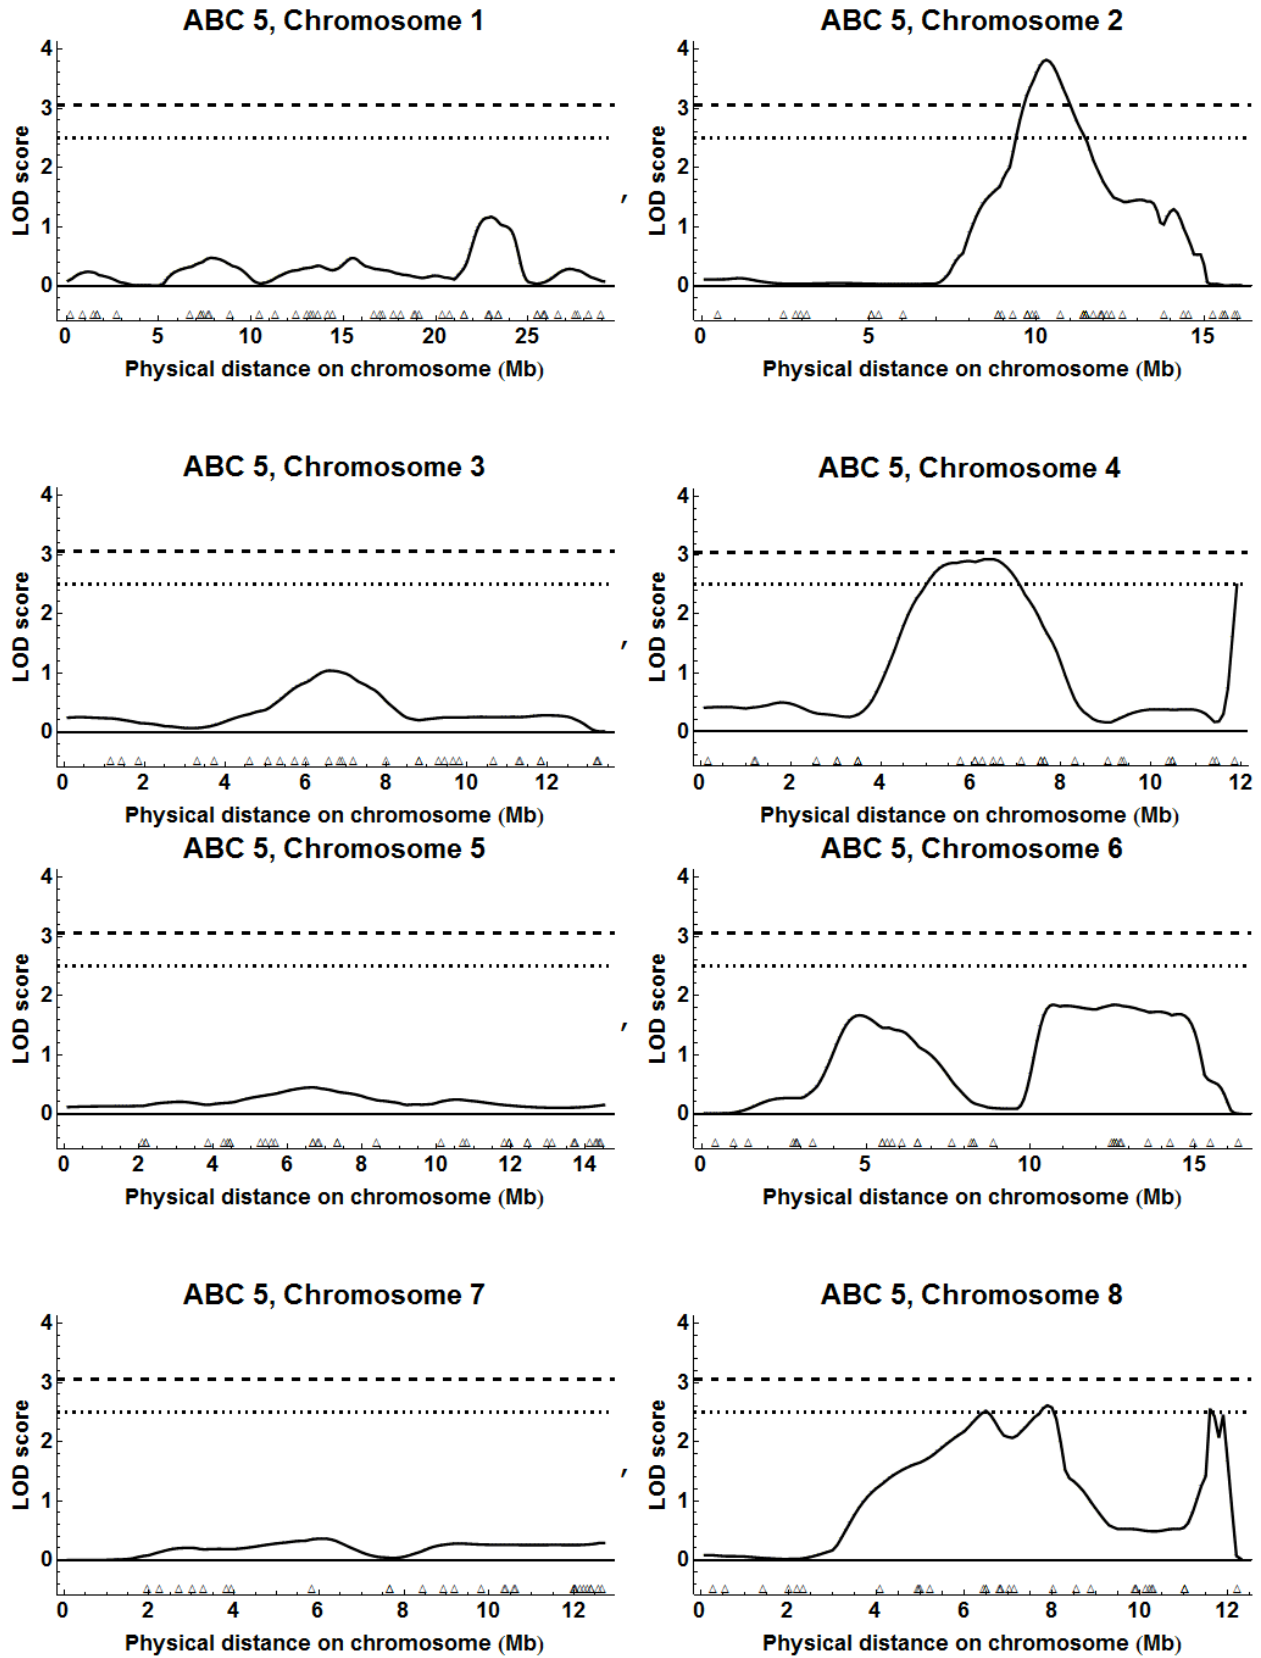 ABC 5, Chromosome 1
4
3
2
1
0
LOD score
0 5 10 15 20 25
Physical distance on chromosome (Mb)
,
ABC 5, Chromosome 2
4
3
2
1
0
LOD score
0 5 10 15
Physical distance on chromosome (Mb)
ABC 5, Chromosome 3
4
3
2
1
0
LOD score
0 2 4 6 8 10 12
Physical distance on chromosome (Mb)
,
ABC 5, Chromosome 4
4
3
2
1
0
LOD score
0 2 4 6 8 10 12
Physical distance on chromosome (Mb)
ABC 5, Chromosome 5
4
3
2
1
0
LOD score
0 2 4 6 8 10 12 14
Physical distance on chromosome (Mb)
,
ABC 5, Chromosome 6
4
3
2
1
0
LOD score
0 5 10 15
Physical distance on chromosome (Mb)
ABC 5, Chromosome 7
4
3
2
1
0
LOD score
0 2 4 6 8 10 12
Physical distance on chromosome (Mb)
,
ABC 5, Chromosome 8
4
3
2
1
0
LOD score
0 2 4 6 8 10 12
Physical distance on chromosome (Mb)